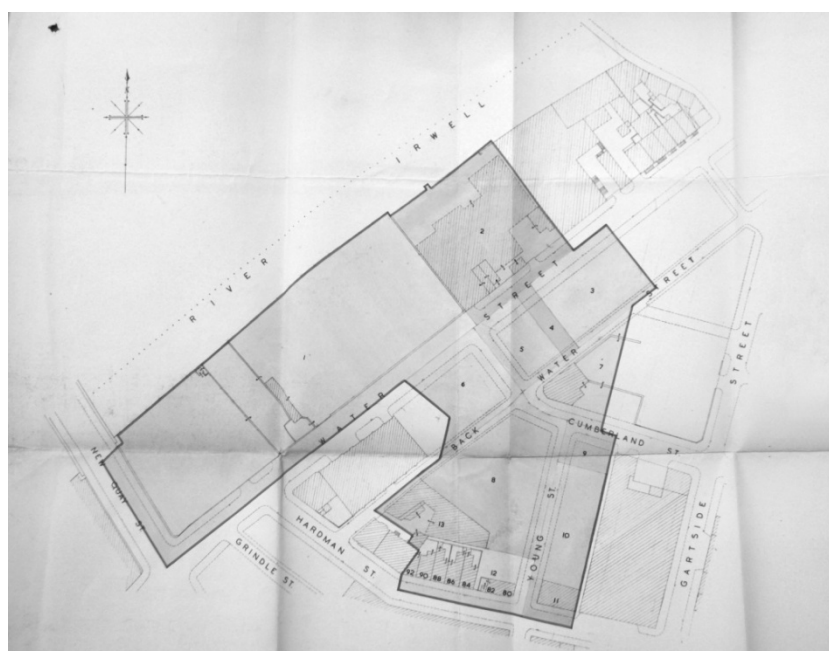 N
RIVER IRWELL
2
3
WATER STREET
4
5
1
7
6
BACK WATER STREET
CUMBERLAND ST
STREET
GARTSIDE
NEW QUAY ST
8
9
YOUNG ST
10
13
HARDMAN ST
GRINDLE ST
12
92 90 88 86 84 82 80
11